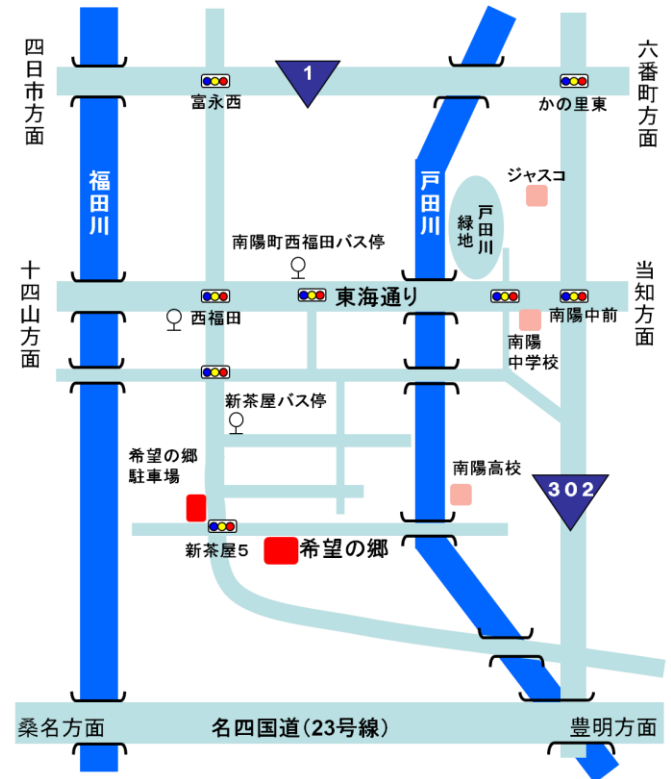 四日市方面
1
六番町方面
富永西
かの里東
福田川
戸田川
ジャスコ
戸田川
緑地
南陽町西福田バス停
十四山方面
東海通り
当知方面
西福田
南陽中前
南陽
中学校
新茶屋バス停
希望の郷
駐車場
南陽高校
302
新茶屋5
希望の郷
桑名方面
名四国道(23号線)
豊明方面